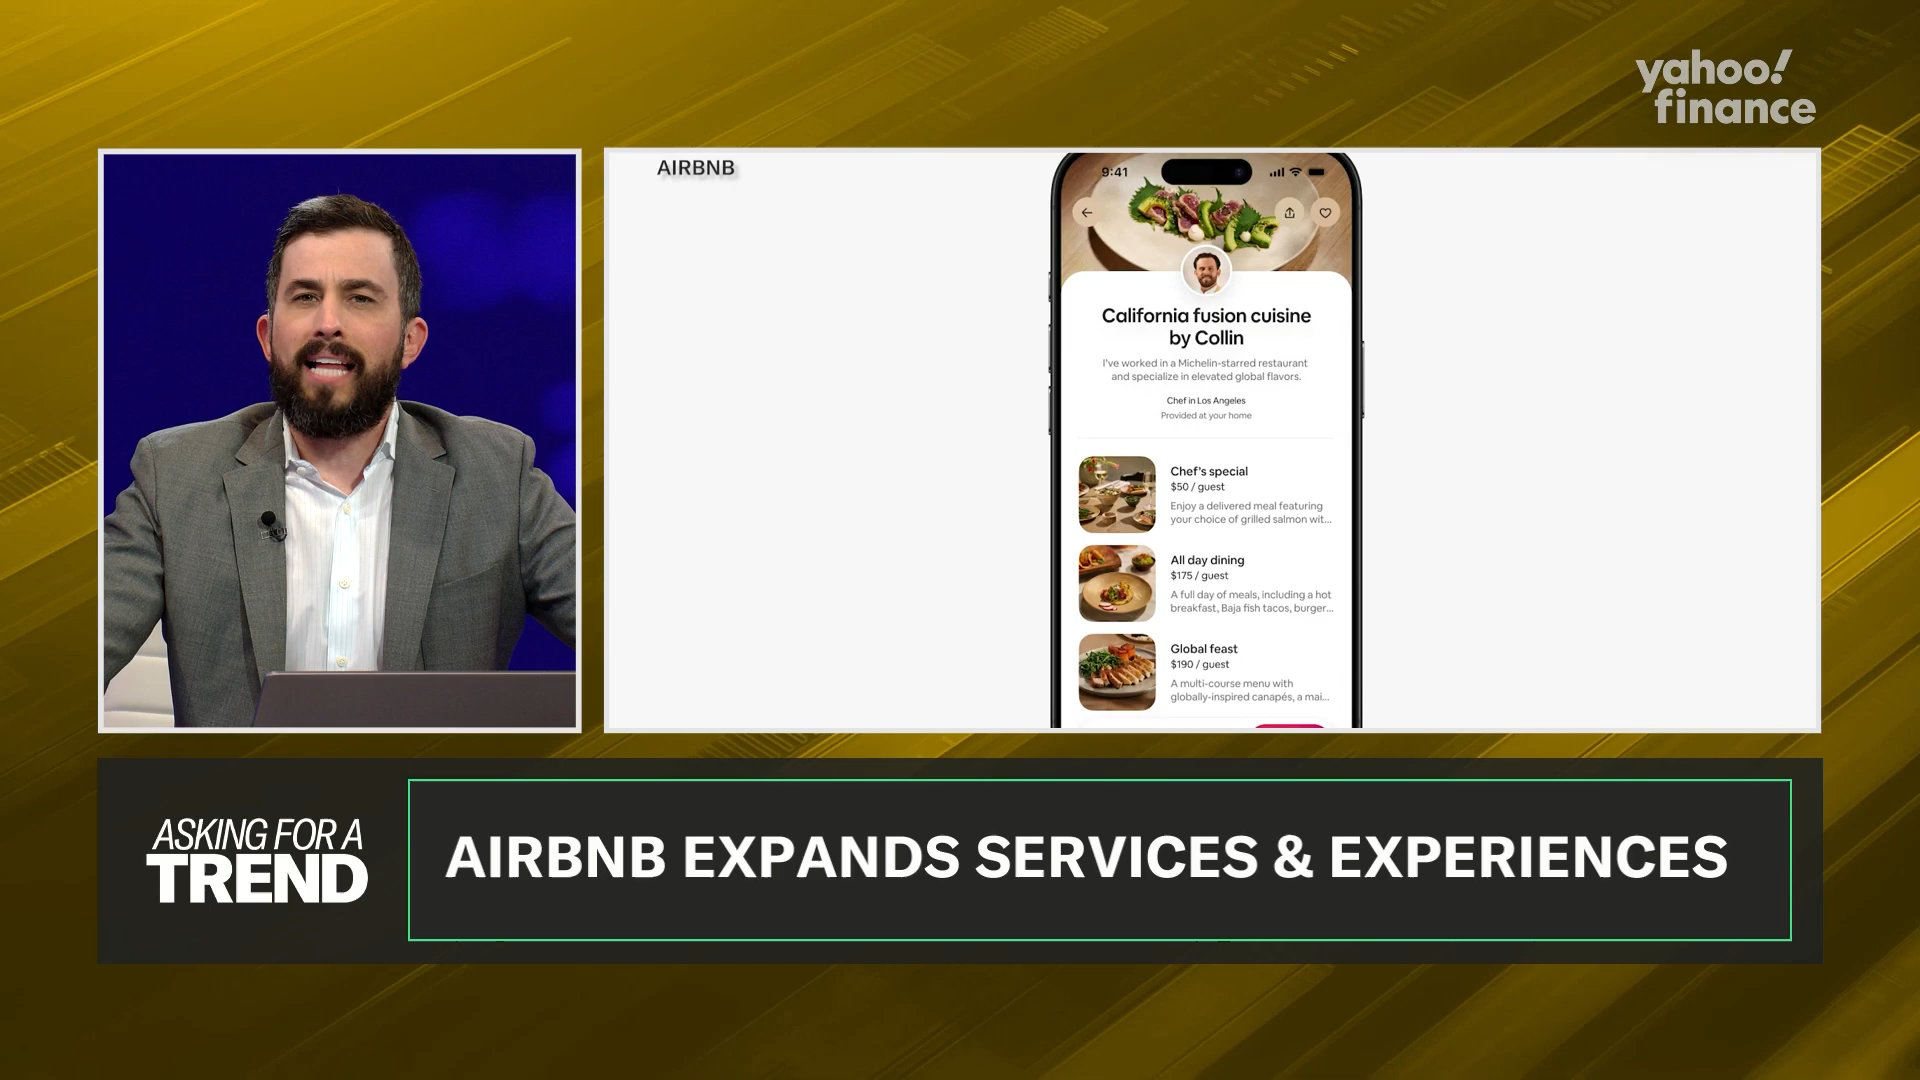 yahoo!
finance
AIRBNB
9:41
California fusion cuisine
by Collin
I've worked in a Michelin-starred restaurant
and specialize in elevated global flavors.
Chef in Los Angeles
Provided at your home
Chef's special
$50 / guest
Enjoy a delivered meal featuring
your choice of grilled salmon wit...
All day dining
$175 / guest
A full day of meals, including a hot
breakfast, Baja fish tacos, burger...
Global feast
$190 / guest
A multi-course menu with
globally-inspired canapés, a mai...
ASKING FOR A
TREND
AIRBNB EXPANDS SERVICES & EXPERIENCES